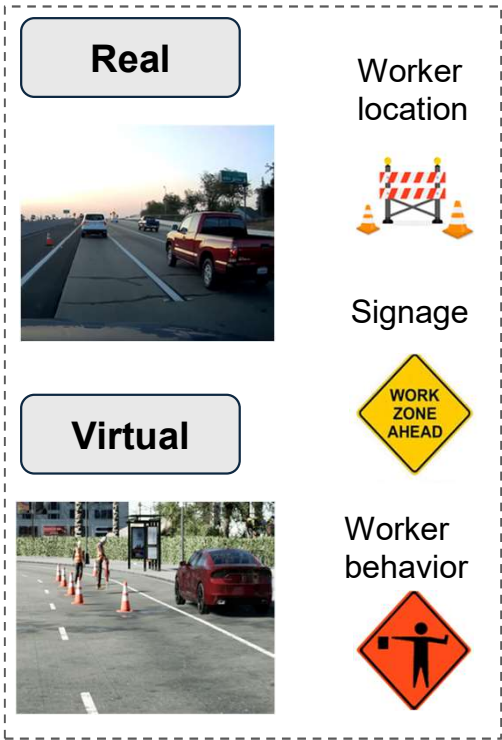 Real
Worker
location
Signage
WORK
ZONE
AHEAD
Virtual
Worker
behavior